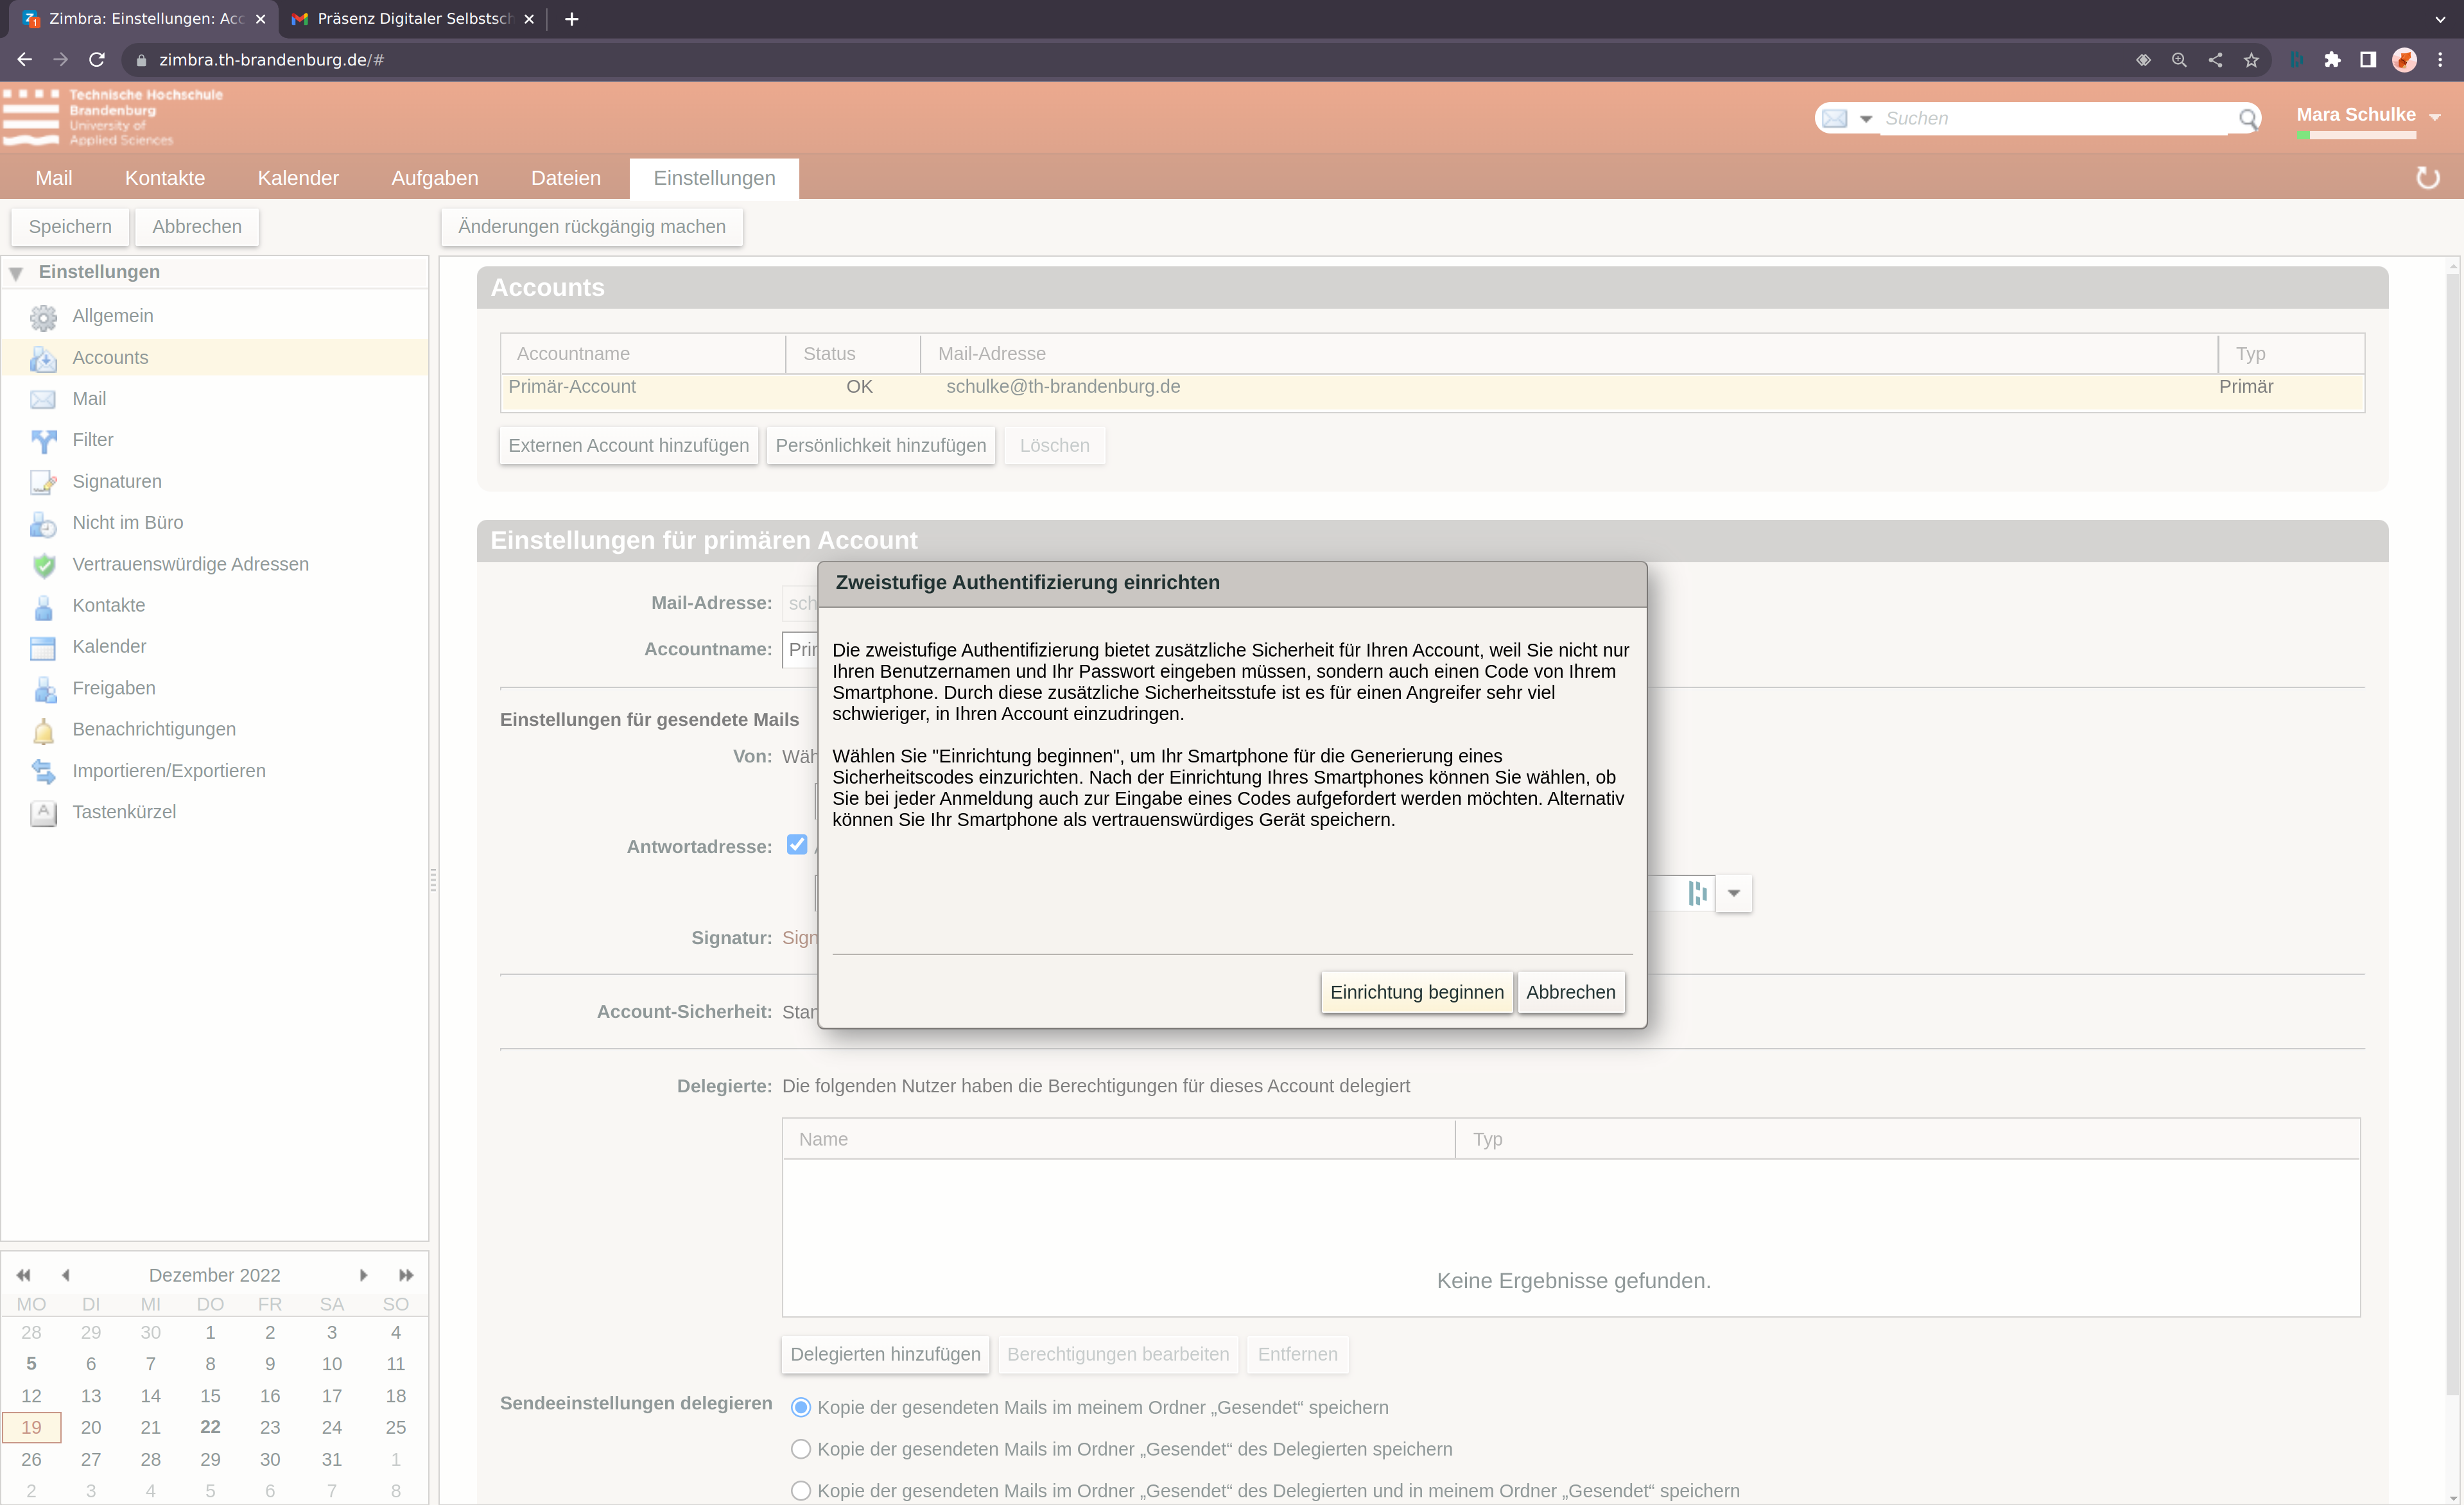 Zimbra: Einstellungen: Acc
Präsenz Digitaler Selbstsch
zimbra.th-brandenburg.de/#
Technische Hochschule
Brandenburg
University of
Applied Sciences
Suchen
Mara Schulke
Mail Kontakte Kalender Aufgaben Dateien Einstellungen
Speichern Abbrechen Änderungen rückgängig machen
Einstellungen
Allgemein
Accounts
Mail
Filter
Signaturen
Nicht im Büro
Vertrauenswürdige Adressen
Kontakte
Kalender
Freigaben
Benachrichtigungen
Importieren/Exportieren
Tastenkürzel
Dezember 2022
MO DI MI DO FR SA SO
28 29 30 1 2 3 4
5 6 7 8 9 10 11
12 13 14 15 16 17 18
19 20 21 22 23 24 25
26 27 28 29 30 31 1
2 3 4 5 6 7 8
Accounts
Accountname Status Mail-Adresse Typ
Primär-Account OK schulke@th-brandenburg.de Primär
Externen Account hinzufügen Persönlichkeit hinzufügen Löschen
Einstellungen für primären Account
Mail-Adresse: sch
Accountname: Prin
Einstellungen für gesendete Mails
Von: Wäh
Antwortadresse:
Signatur: Sign
Account-Sicherheit: Stan
Zweistufige Authentifizierung einrichten
Die zweistufige Authentifizierung bietet zusätzliche Sicherheit für Ihren Account, weil Sie nicht nur
Ihren Benutzernamen und Ihr Passwort eingeben müssen, sondern auch einen Code von Ihrem
Smartphone. Durch diese zusätzliche Sicherheitsstufe ist es für einen Angreifer sehr viel
schwieriger, in Ihren Account einzudringen.
Wählen Sie "Einrichtung beginnen", um Ihr Smartphone für die Generierung eines
Sicherheitscodes einzurichten. Nach der Einrichtung Ihres Smartphones können Sie wählen, ob
Sie bei jeder Anmeldung auch zur Eingabe eines Codes aufgefordert werden möchten. Alternativ
können Sie Ihr Smartphone als vertrauenswürdiges Gerät speichern.
Einrichtung beginnen Abbrechen
Delegierte: Die folgenden Nutzer haben die Berechtigungen für dieses Account delegiert
Name Typ
Keine Ergebnisse gefunden.
Delegierten hinzufügen Berechtigungen bearbeiten Entfernen
Sendeeinstellungen delegieren Kopie der gesendeten Mails im meinem Ordner „Gesendet“ speichern
Kopie der gesendeten Mails im Ordner „Gesendet“ des Delegierten speichern
Kopie der gesendeten Mails im Ordner „Gesendet“ des Delegierten und in meinem Ordner „Gesendet“ speichern